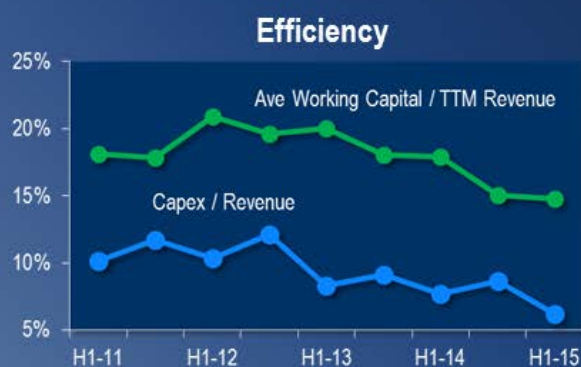 Efficiency
25%
Ave Working Capital / TTM Revenue
20%
15%
Capex / Revenue
10%
5%
H1-11 H1-12 H1-13 H1-14 H1-15